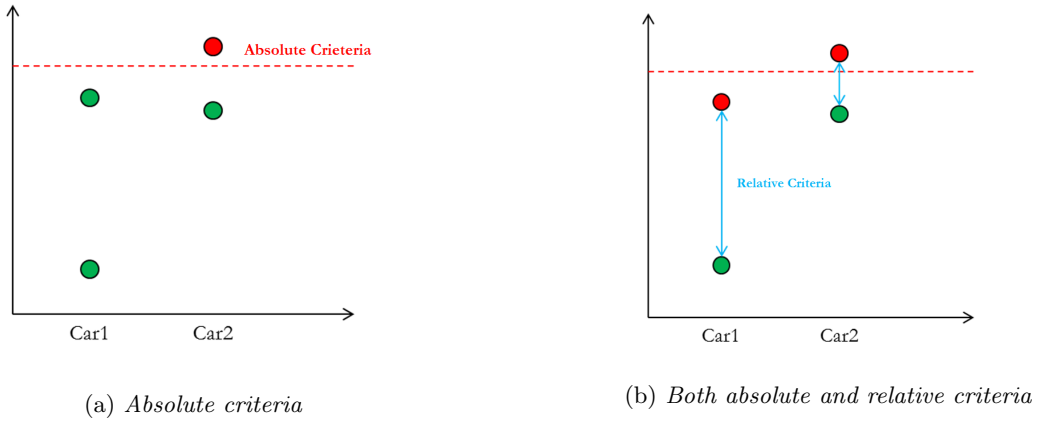 Absolute Crieteria
Car1
Car2
(a) Absolute criteria
Relative Criteria
Car1
Car2
(b) Both absolute and relative criteria